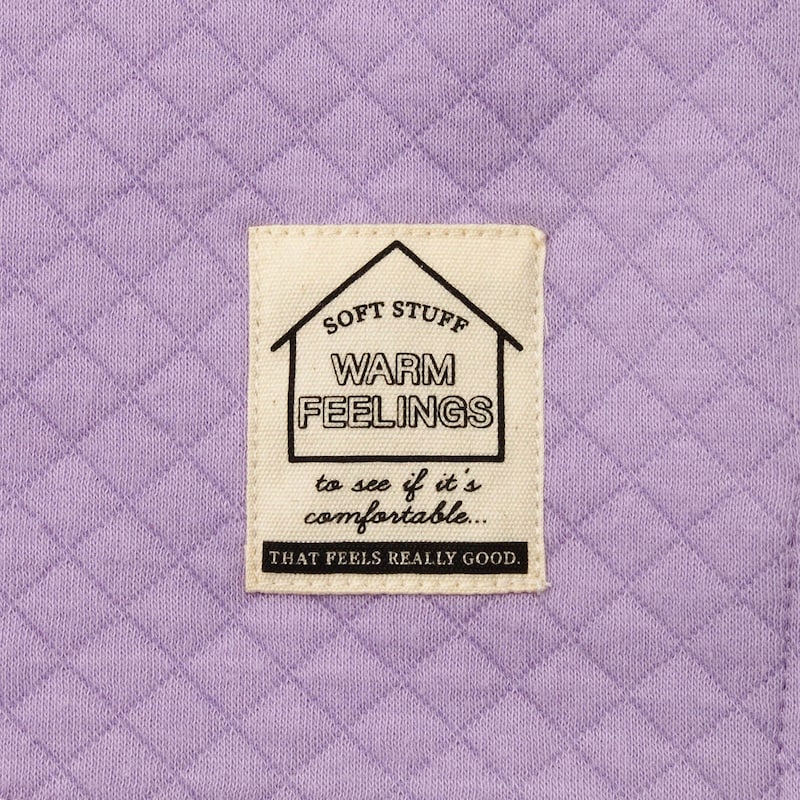 SOFT STUFF
WARM
FEELINGS
to see if it's
comfortable...
THAT FEELS REALLY GOOD.